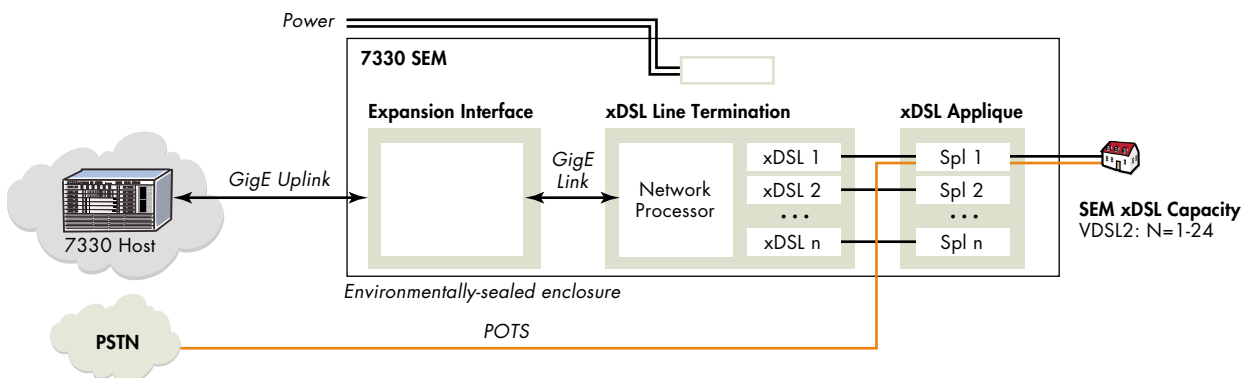 Power
7330 SEM
Expansion Interface
xDSL Line Termination
xDSL Applique
GigE Uplink
7330 Host
GigE
Link
Network
Processor
xDSL 1
xDSL 2
• • •
xDSL n
Spl 1
Spl 2
• • •
Spl n
SEM xDSL Capacity
VDSL2: N=1-24
Environmentally-sealed enclosure
PSTN
POTS